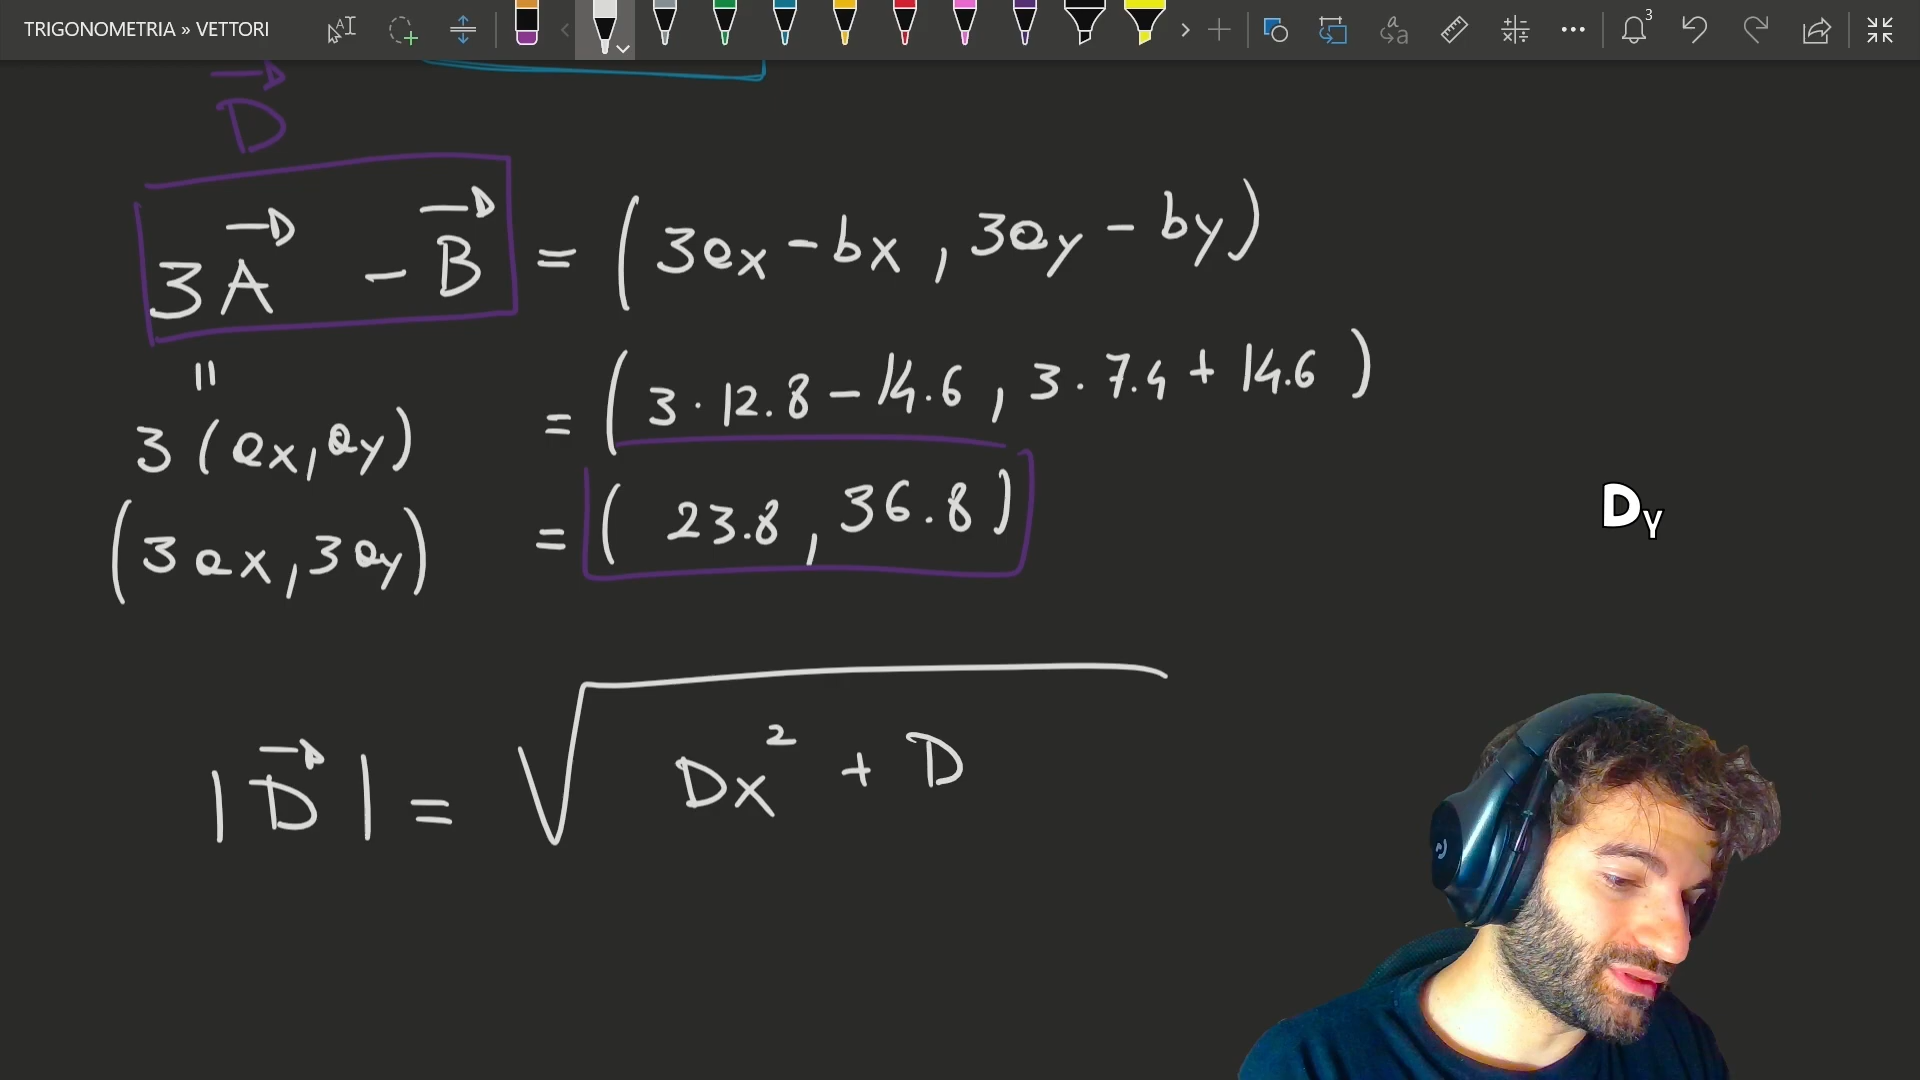 TRIGONOMETRIA » VETTORI
3
D
3A - B = (3ax - bx, 3ay - by)
"
3(ax, ay) = (3 · 12.8 - 14.6, 3 · 7.4 + 14.6)
(3ax, 3ay) = (23.8, 36.8)
Dy
|D| = √ Dx² + D